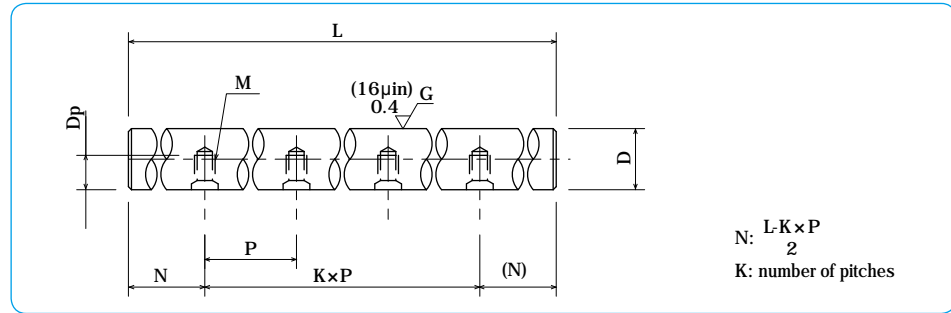 L
M
(16μin)
0.4 G
Dp
D
P
N
K×P
(N)
N: L-K×P
2
K: number of pitches